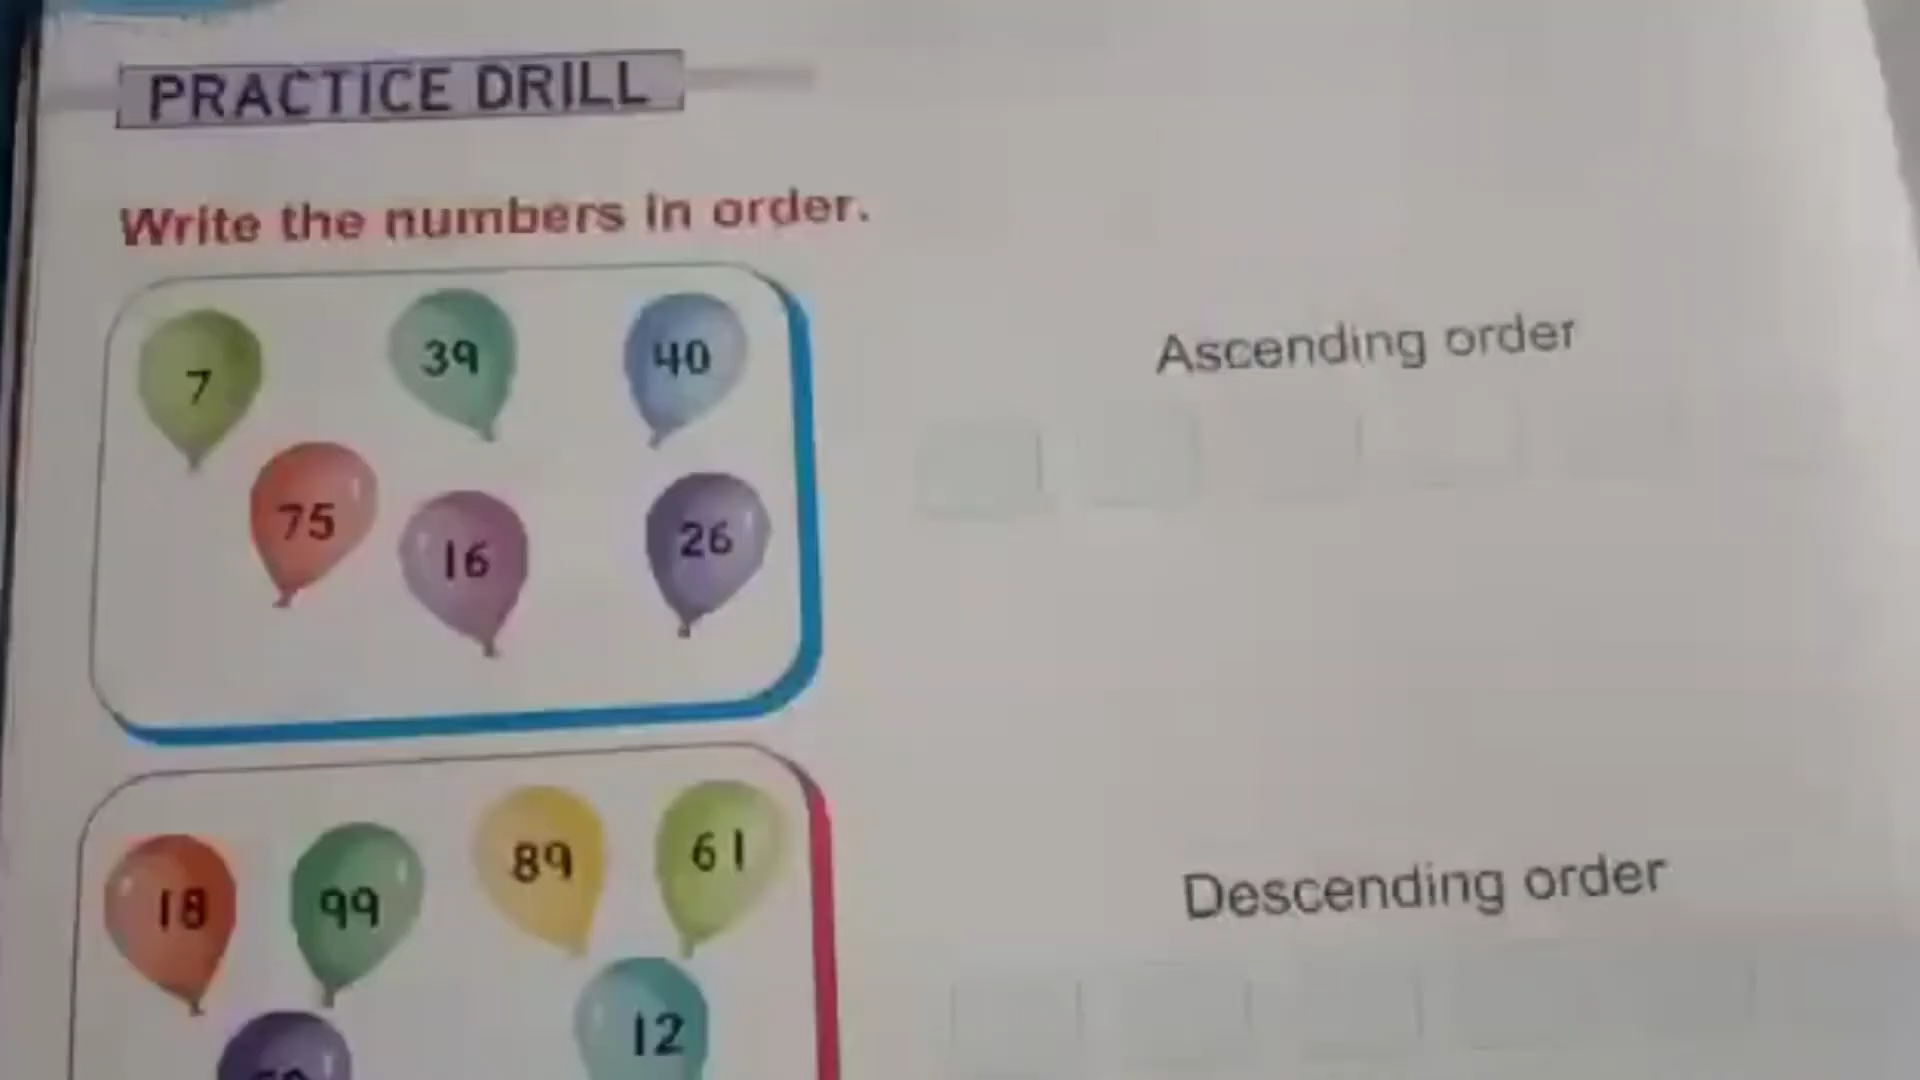 PRACTICE DRILL
Write the numbers in order.
7 39 40
75 16 26
Ascending order
18 99 89 61
12
Descending order